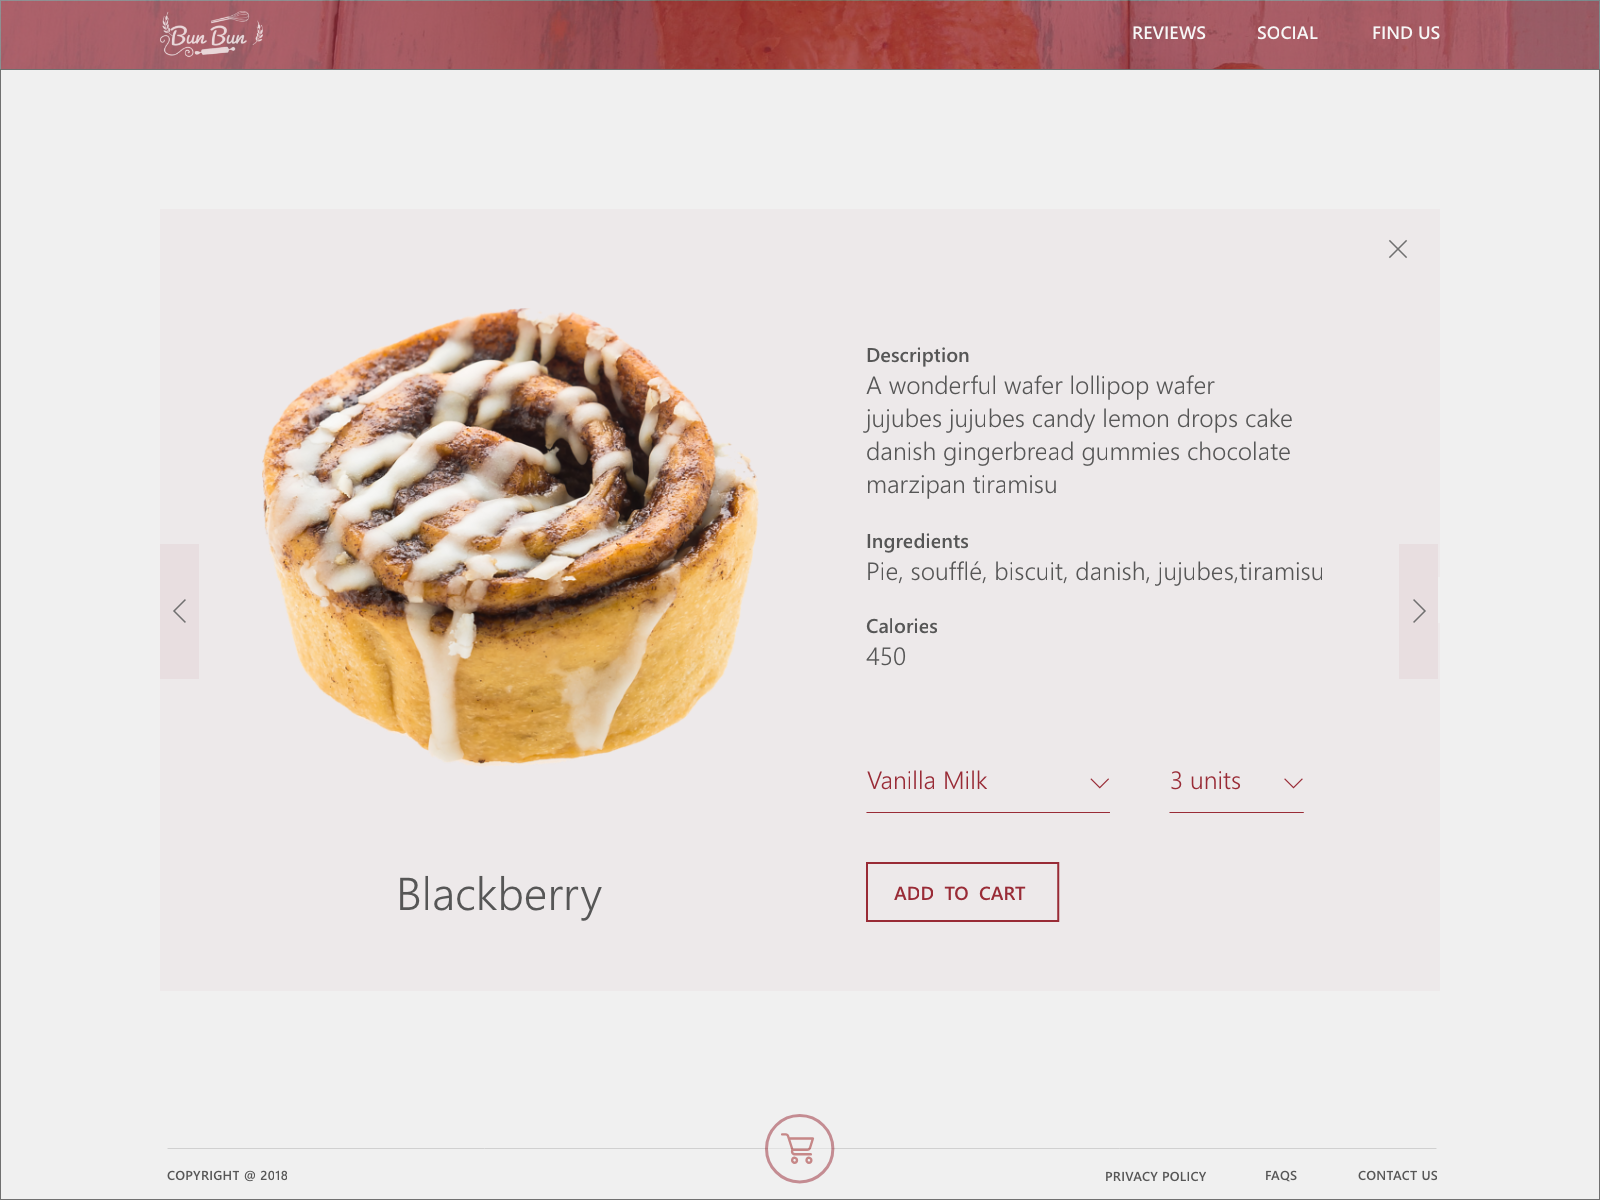 Bun Bun
REVIEWS SOCIAL FIND US
Description
A wonderful wafer lollipop wafer
jujubes jujubes candy lemon drops cake
danish gingerbread gummies chocolate
marzipan tiramisu
Ingredients
Pie, soufflé, biscuit, danish, jujubes,tiramisu
Calories
450
Vanilla Milk 3 units
ADD TO CART
Blackberry
COPYRIGHT @ 2018 PRIVACY POLICY FAQS CONTACT US